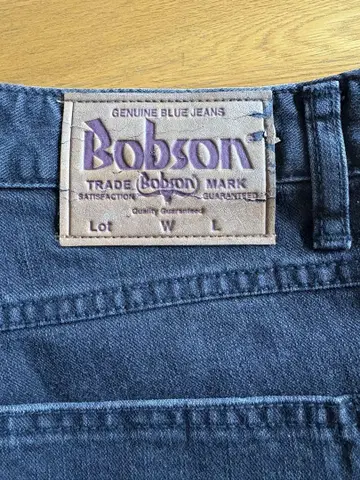 GENUINE BLUE JEANS
Bobson
TRADE Bobson MARK
SATISFACTION GUARANTEED
Quality Guaranteed
Lot W L